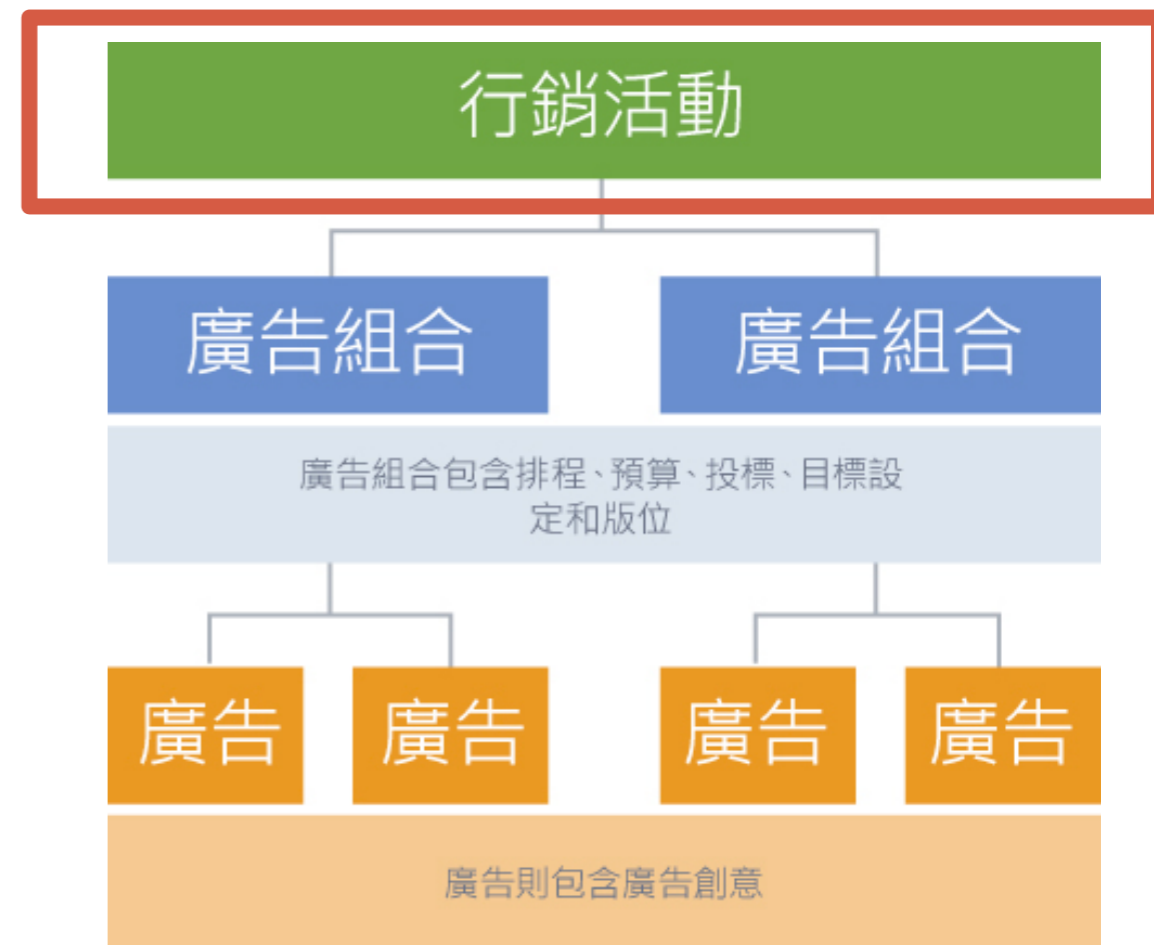 行銷活動
廣告組合
廣告組合
廣告組合包含排程、預算、投標、目標設
定和版位
廣告
廣告
廣告
廣告
廣告則包含廣告創意